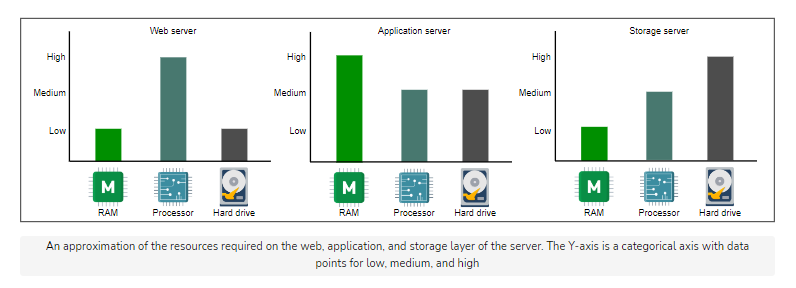 Web server
High
Medium
Low
M
RAM Processor Hard drive
Application server
High
Medium
Low
M
RAM Processor Hard drive
Storage server
High
Medium
Low
M
RAM Processor Hard drive
An approximation of the resources required on the web, application, and storage layer of the server. The Y-axis is a categorical axis with data
points for low, medium, and high